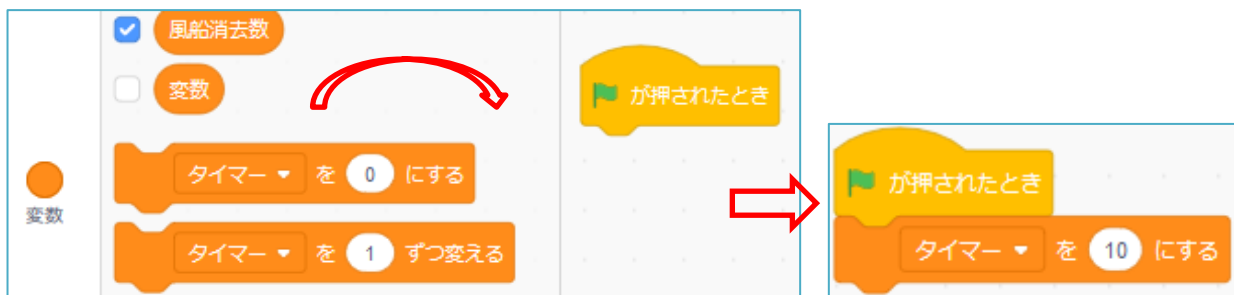 風船消去数
変数
タイマー を 0 にする
タイマー を 1 ずつ変える
変数
が押されたとき
が押されたとき
タイマー を 10 にする